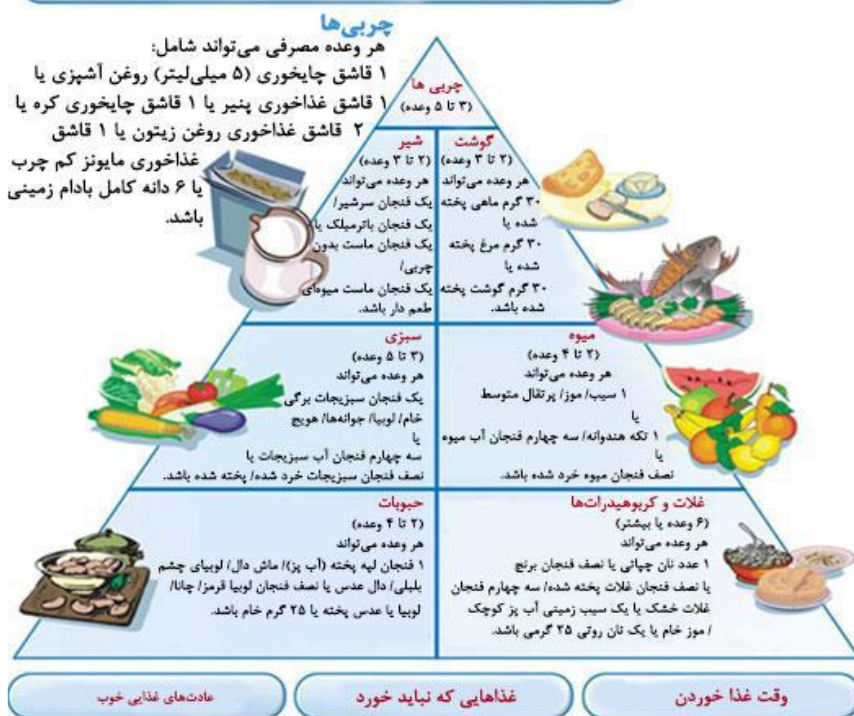 چربی‌ها
هر وعده مصرفی می‌تواند شامل:
۱ قاشق چایخوری (۵ میلی‌لیتر) روغن آشپزی یا
۱ قاشق غذاخوری پنیر یا ۱ قاشق چایخوری کره یا
۲ قاشق غذاخوری روغن زیتون یا ۱ قاشق
غذاخوری مایونز کم چرب
یا ۶ دانه کامل بادام زمینی
باشد.
چربی ها
(۳ تا ۵ وعده)
گوشت
(۲ تا ۳ وعده)
هر وعده می‌تواند
۳۰ گرم ماهی پخته
شده یا
۳۰ گرم مرغ پخته
شده یا
۳۰ گرم گوشت پخته
شده باشد.
شیر
(۲ تا ۳ وعده)
هر وعده می‌تواند
یک فنجان سرشیر/
یک فنجان باترمیلک یا
یک فنجان ماست بدون
چربی/
یک فنجان ماست میوه‌ای
طعم دار باشد.
میوه
(۲ تا ۴ وعده)
هر وعده می‌تواند
۱ سیب/ موز/ پرتقال متوسط
یا
۱ تکه هندوانه/ سه چهارم فنجان آب میوه
یا
نصف فنجان میوه خرد شده باشد.
سبزی
(۳ تا ۵ وعده)
هر وعده می‌تواند
یک فنجان سبزیجات برگی
خام/ لوبیا/ جوانه‌ها/ هویج
یا
سه چهارم فنجان آب سبزیجات یا
نصف فنجان سبزیجات خرد شده/ پخته شده باشد.
غلات و کربوهیدرات‌ها
(۶ وعده یا بیشتر)
هر وعده می‌تواند
۱ عدد نان چپاتی یا نصف فنجان برنج
یا نصف فنجان غلات پخته شده/ سه چهارم فنجان
غلات خشک یا یک سیب زمینی آب پز کوچک
/ موز خام یا یک نان روتی ۲۵ گرمی باشد.
حبوبات
(۲ تا ۴ وعده)
هر وعده می‌تواند
۱ فنجان لپه پخته (آب پز)/ ماش دال/ لوبیای چشم
بلبلی/ دال عدس یا نصف فنجان لوبیا قرمز/ چانا/
لوبیا یا عدس پخته یا ۲۵ گرم خام باشد.
وقت غذا خوردن
غذاهایی که نباید خورد
عادت‌های غذایی خوب